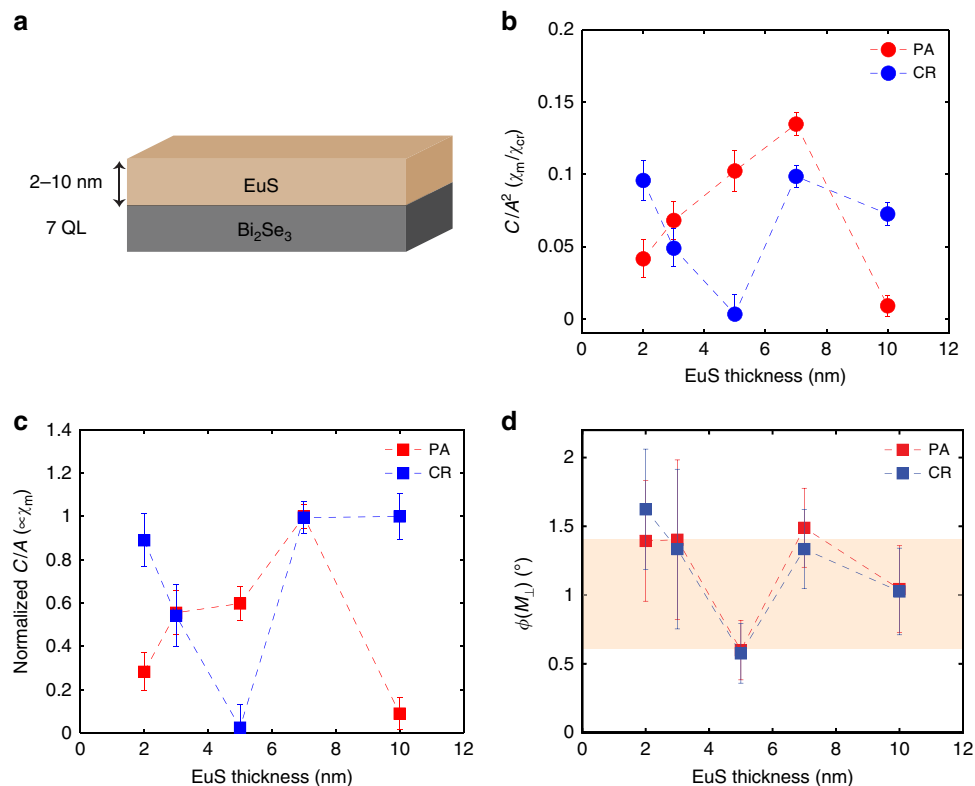 a
2–10 nm
EuS
7 QL
Bi₂Se₃
b
0.2
0.15
0.1
0.05
0
C/A² (χₘ/χ_cr)
PA
CR
0 2 4 6 8 10 12
EuS thickness (nm)
c
1.4
1.2
1
0.8
0.6
0.4
0.2
0
Normalized C/A (∝χₘ)
PA
CR
0 2 4 6 8 10 12
EuS thickness (nm)
d
2
1.5
1
0.5
0
ϕ(M⊥) (°)
PA
CR
0 2 4 6 8 10 12
EuS thickness (nm)